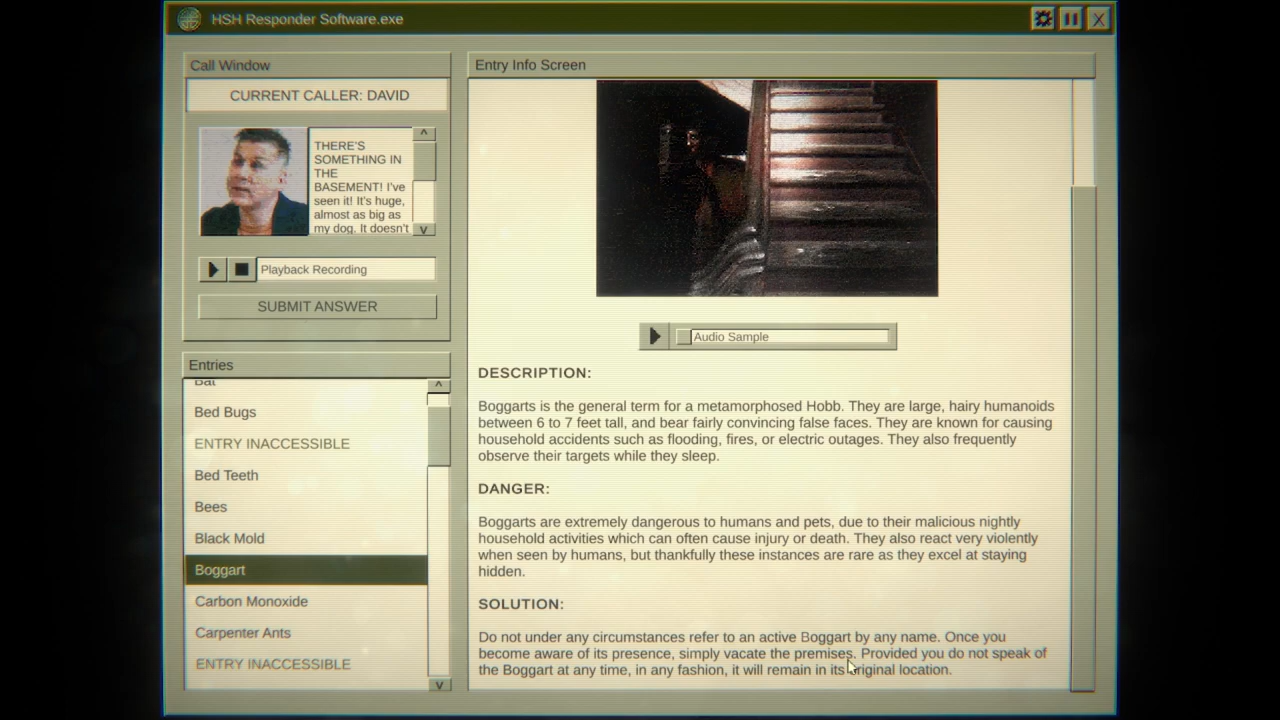 HSH Responder Software.exe
Call Window
CURRENT CALLER: DAVID
THERE'S
SOMETHING IN
THE
BASEMENT! I've
seen it! It's huge,
almost as big as
my dog. It doesn't
Playback Recording
SUBMIT ANSWER
Entries
Bat
Bed Bugs
ENTRY INACCESSIBLE
Bed Teeth
Bees
Black Mold
Boggart
Carbon Monoxide
Carpenter Ants
ENTRY INACCESSIBLE
Entry Info Screen
Audio Sample
DESCRIPTION:
Boggarts is the general term for a metamorphosed Hobb. They are large, hairy humanoids
between 6 to 7 feet tall, and bear fairly convincing false faces. They are known for causing
household accidents such as flooding, fires, or electric outages. They also frequently
observe their targets while they sleep.
DANGER:
Boggarts are extremely dangerous to humans and pets, due to their malicious nightly
household activities which can often cause injury or death. They also react very violently
when seen by humans, but thankfully these instances are rare as they excel at staying
hidden.
SOLUTION:
Do not under any circumstances refer to an active Boggart by any name. Once you
become aware of its presence, simply vacate the premises. Provided you do not speak of
the Boggart at any time, in any fashion, it will remain in its original location.